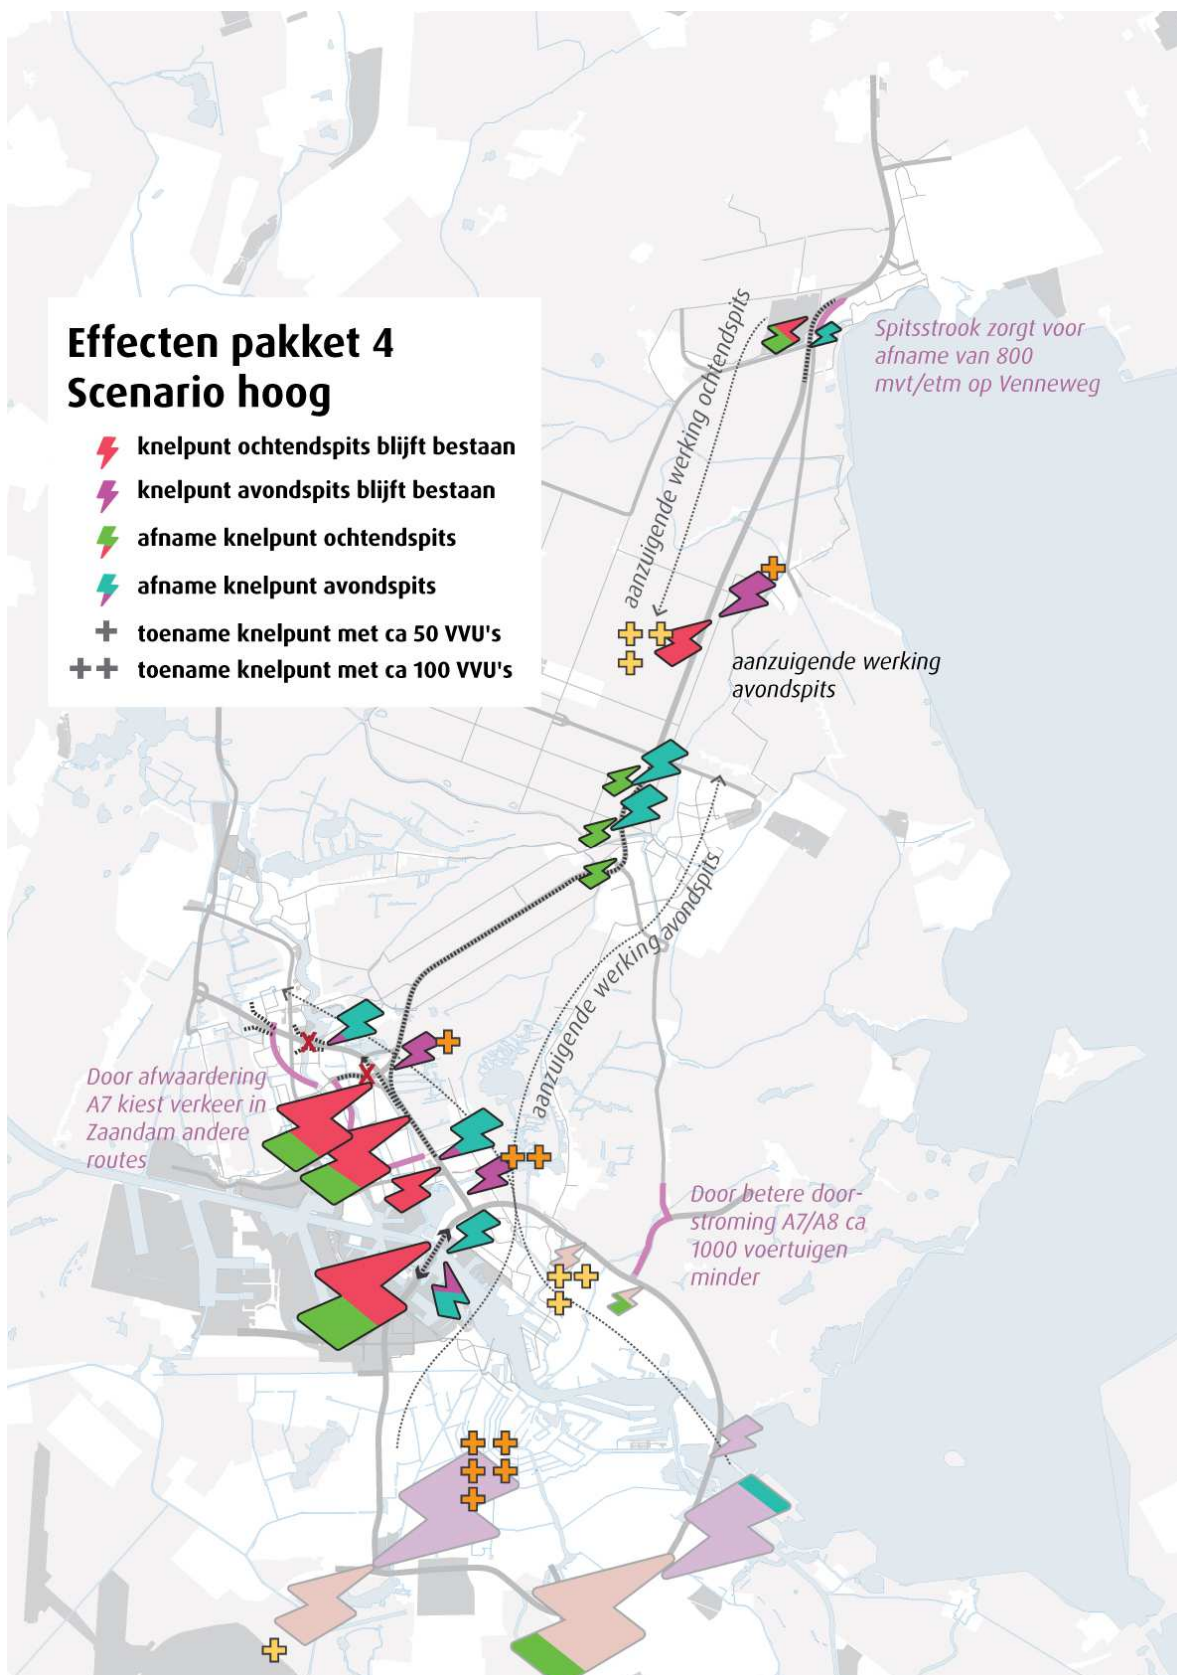 Effecten pakket 4
Scenario hoog
knelpunt ochtendspits blijft bestaan
knelpunt avondspits blijft bestaan
afname knelpunt ochtendspits
afname knelpunt avondspits
toename knelpunt met ca 50 VVU's
toename knelpunt met ca 100 VVU's
aanzuigende werking ochtendspits
Spitsstrook zorgt voor
afname van 800
mvt/etm op Venneweg
aanzuigende werking
avondspits
aanzuigende werking avondspits
Door afwaardering
A7 kiest verkeer in
Zaandam andere
routes
Door betere door-
stroming A7/A8 ca
1000 voertuigen
minder